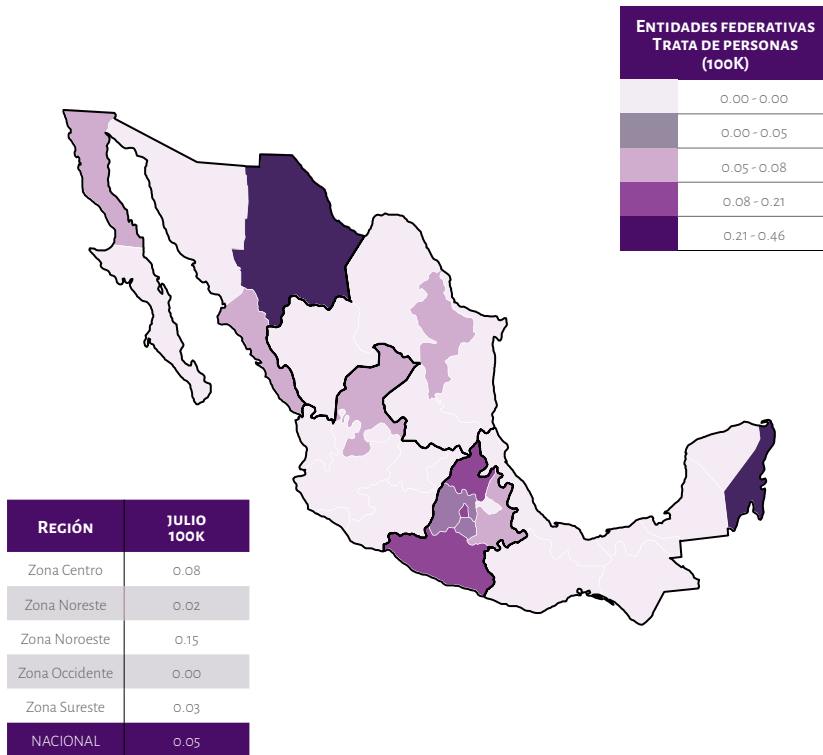 Entidades federativas
Trata de personas
(100K)
0.00 - 0.00
0.00 - 0.05
0.05 - 0.08
0.08 - 0.21
0.21 - 0.46
Región julio 100K
Zona Centro 0.08
Zona Noreste 0.02
Zona Noroeste 0.15
Zona Occidente 0.00
Zona Sureste 0.03
NACIONAL 0.05